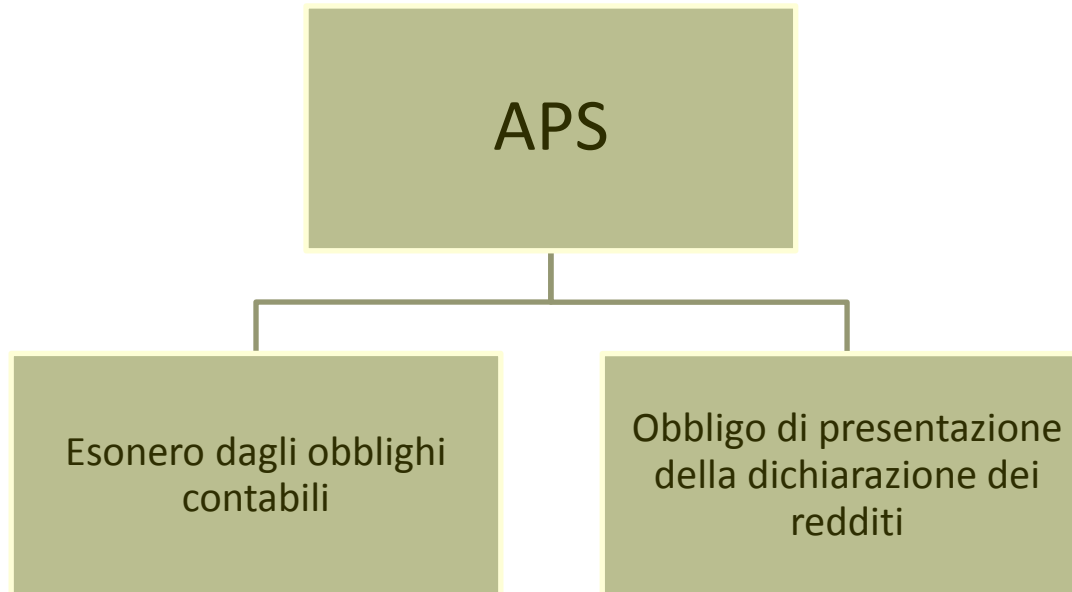 APS
Esonero dagli obblighi
contabili
Obbligo di presentazione
della dichiarazione dei
redditi